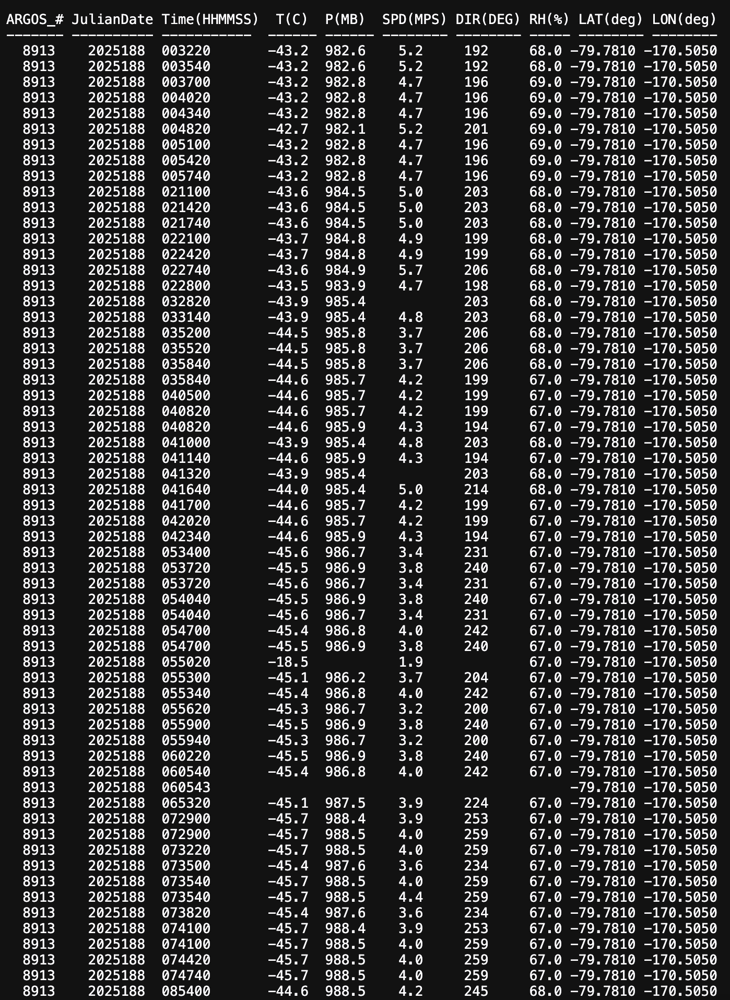 ARGOS_# JulianDate Time(HHMMSS) T(C) P(MB) SPD(MPS) DIR(DEG) RH(%) LAT(deg) LON(deg)
------- ---------- ----------- ------ ------ -------- -------- ----- -------- --------
8913 2025188 003220 -43.2 982.6 5.2 192 68.0 -79.7810 -170.5050
8913 2025188 003540 -43.2 982.6 5.2 192 68.0 -79.7810 -170.5050
8913 2025188 003700 -43.2 982.8 4.7 196 69.0 -79.7810 -170.5050
8913 2025188 004020 -43.2 982.8 4.7 196 69.0 -79.7810 -170.5050
8913 2025188 004340 -43.2 982.8 4.7 196 69.0 -79.7810 -170.5050
8913 2025188 004820 -42.7 982.1 5.2 201 69.0 -79.7810 -170.5050
8913 2025188 005100 -43.2 982.8 4.7 196 69.0 -79.7810 -170.5050
8913 2025188 005420 -43.2 982.8 4.7 196 69.0 -79.7810 -170.5050
8913 2025188 005740 -43.2 982.8 4.7 196 69.0 -79.7810 -170.5050
8913 2025188 021100 -43.6 984.5 5.0 203 68.0 -79.7810 -170.5050
8913 2025188 021420 -43.6 984.5 5.0 203 68.0 -79.7810 -170.5050
8913 2025188 021740 -43.6 984.5 5.0 203 68.0 -79.7810 -170.5050
8913 2025188 022100 -43.7 984.8 4.9 199 68.0 -79.7810 -170.5050
8913 2025188 022420 -43.7 984.8 4.9 199 68.0 -79.7810 -170.5050
8913 2025188 022740 -43.6 984.9 5.7 206 68.0 -79.7810 -170.5050
8913 2025188 022800 -43.5 983.9 4.7 198 68.0 -79.7810 -170.5050
8913 2025188 032820 -43.9 985.4 203 68.0 -79.7810 -170.5050
8913 2025188 033140 -43.9 985.4 4.8 203 68.0 -79.7810 -170.5050
8913 2025188 035200 -44.5 985.8 3.7 206 68.0 -79.7810 -170.5050
8913 2025188 035520 -44.5 985.8 3.7 206 68.0 -79.7810 -170.5050
8913 2025188 035840 -44.5 985.8 3.7 206 68.0 -79.7810 -170.5050
8913 2025188 035840 -44.6 985.7 4.2 199 67.0 -79.7810 -170.5050
8913 2025188 040500 -44.6 985.7 4.2 199 67.0 -79.7810 -170.5050
8913 2025188 040820 -44.6 985.7 4.2 199 67.0 -79.7810 -170.5050
8913 2025188 040820 -44.6 985.9 4.3 194 67.0 -79.7810 -170.5050
8913 2025188 041000 -43.9 985.4 4.8 203 68.0 -79.7810 -170.5050
8913 2025188 041140 -44.6 985.9 4.3 194 67.0 -79.7810 -170.5050
8913 2025188 041320 -43.9 985.4 203 68.0 -79.7810 -170.5050
8913 2025188 041640 -44.0 985.4 5.0 214 68.0 -79.7810 -170.5050
8913 2025188 041700 -44.6 985.7 4.2 199 67.0 -79.7810 -170.5050
8913 2025188 042020 -44.6 985.7 4.2 199 67.0 -79.7810 -170.5050
8913 2025188 042340 -44.6 985.9 4.3 194 67.0 -79.7810 -170.5050
8913 2025188 053400 -45.6 986.7 3.4 231 67.0 -79.7810 -170.5050
8913 2025188 053720 -45.5 986.9 3.8 240 67.0 -79.7810 -170.5050
8913 2025188 053720 -45.6 986.7 3.4 231 67.0 -79.7810 -170.5050
8913 2025188 054040 -45.5 986.9 3.8 240 67.0 -79.7810 -170.5050
8913 2025188 054040 -45.6 986.7 3.4 231 67.0 -79.7810 -170.5050
8913 2025188 054700 -45.4 986.8 4.0 242 67.0 -79.7810 -170.5050
8913 2025188 054700 -45.5 986.9 3.8 240 67.0 -79.7810 -170.5050
8913 2025188 055020 -18.5 1.9 67.0 -79.7810 -170.5050
8913 2025188 055300 -45.1 986.2 3.7 204 67.0 -79.7810 -170.5050
8913 2025188 055340 -45.4 986.8 4.0 242 67.0 -79.7810 -170.5050
8913 2025188 055620 -45.3 986.7 3.2 200 67.0 -79.7810 -170.5050
8913 2025188 055900 -45.5 986.9 3.8 240 67.0 -79.7810 -170.5050
8913 2025188 055940 -45.3 986.7 3.2 200 67.0 -79.7810 -170.5050
8913 2025188 060220 -45.5 986.9 3.8 240 67.0 -79.7810 -170.5050
8913 2025188 060540 -45.4 986.8 4.0 242 67.0 -79.7810 -170.5050
8913 2025188 060543 -79.7810 -170.5050
8913 2025188 065320 -45.1 987.5 3.9 224 67.0 -79.7810 -170.5050
8913 2025188 072900 -45.7 988.4 3.9 253 67.0 -79.7810 -170.5050
8913 2025188 072900 -45.7 988.5 4.0 259 67.0 -79.7810 -170.5050
8913 2025188 073220 -45.7 988.5 4.0 259 67.0 -79.7810 -170.5050
8913 2025188 073500 -45.4 987.6 3.6 234 67.0 -79.7810 -170.5050
8913 2025188 073540 -45.7 988.5 4.0 259 67.0 -79.7810 -170.5050
8913 2025188 073540 -45.7 988.5 4.4 259 67.0 -79.7810 -170.5050
8913 2025188 073820 -45.4 987.6 3.6 234 67.0 -79.7810 -170.5050
8913 2025188 074100 -45.7 988.4 3.9 253 67.0 -79.7810 -170.5050
8913 2025188 074100 -45.7 988.5 4.0 259 67.0 -79.7810 -170.5050
8913 2025188 074420 -45.7 988.5 4.0 259 67.0 -79.7810 -170.5050
8913 2025188 074740 -45.7 988.5 4.0 259 67.0 -79.7810 -170.5050
8913 2025188 085400 -44.6 988.5 4.2 245 68.0 -79.7810 -170.5050